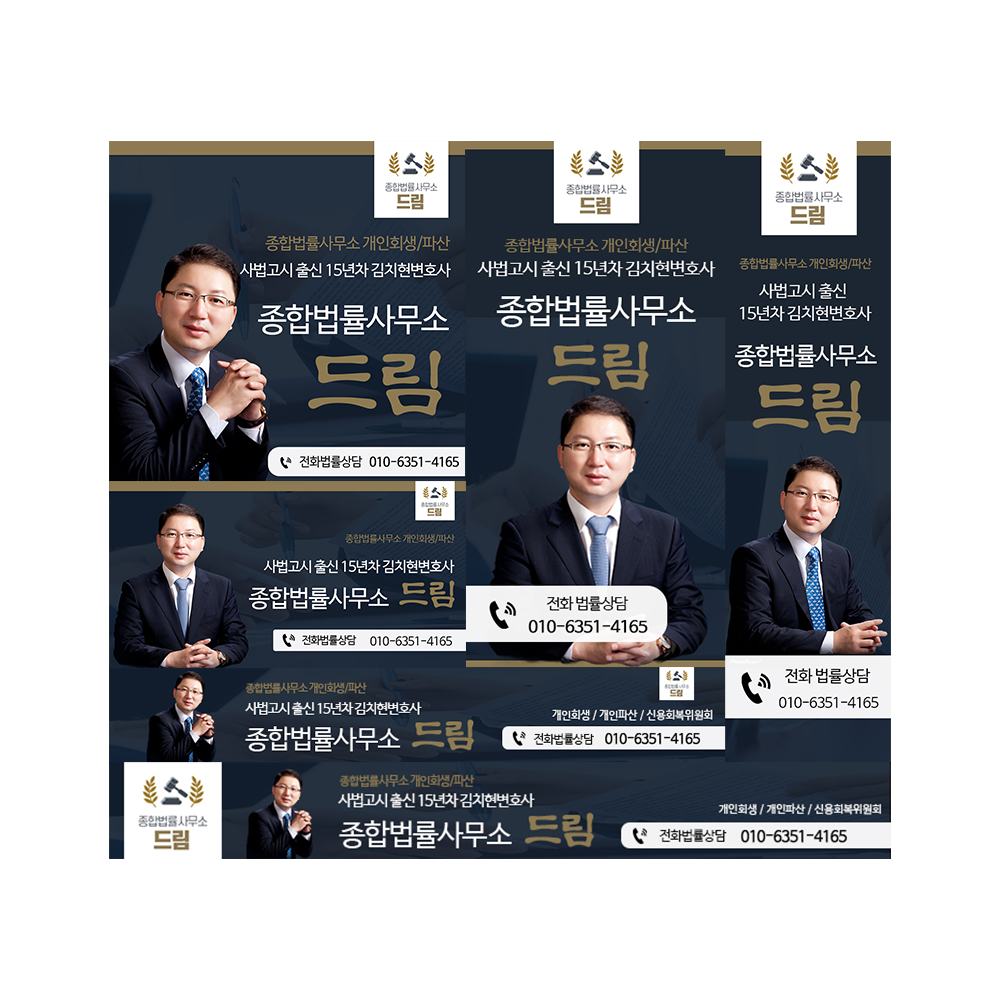 종합법률사무소
드림
종합법률사무소 개인회생/파산
사법고시 출신 15년차 김치현변호사
종합법률사무소
드림
전화법률상담 010-6351-4165
종합법률사무소
드림
종합법률사무소 개인회생/파산
사법고시 출신 15년차 김치현변호사
종합법률사무소
드림
전화 법률상담
010-6351-4165
종합법률사무소
드림
종합법률사무소 개인회생/파산
사법고시 출신
15년차 김치현변호사
종합법률사무소
드림
전화 법률상담
010-6351-4165
종합법률사무소
드림
종합법률사무소 개인회생/파산
사법고시 출신 15년차 김치현변호사
종합법률사무소 드림
전화법률상담 010-6351-4165
종합법률사무소
드림
종합법률사무소 개인회생/파산
사법고시 출신 15년차 김치현변호사
종합법률사무소 드림
개인회생 / 개인파산 / 신용회복위원회
전화법률상담 010-6351-4165
종합법률사무소
드림
종합법률사무소 개인회생/파산
사법고시 출신 15년차 김치현변호사
종합법률사무소 드림
개인회생 / 개인파산 / 신용회복위원회
전화법률상담 010-6351-4165